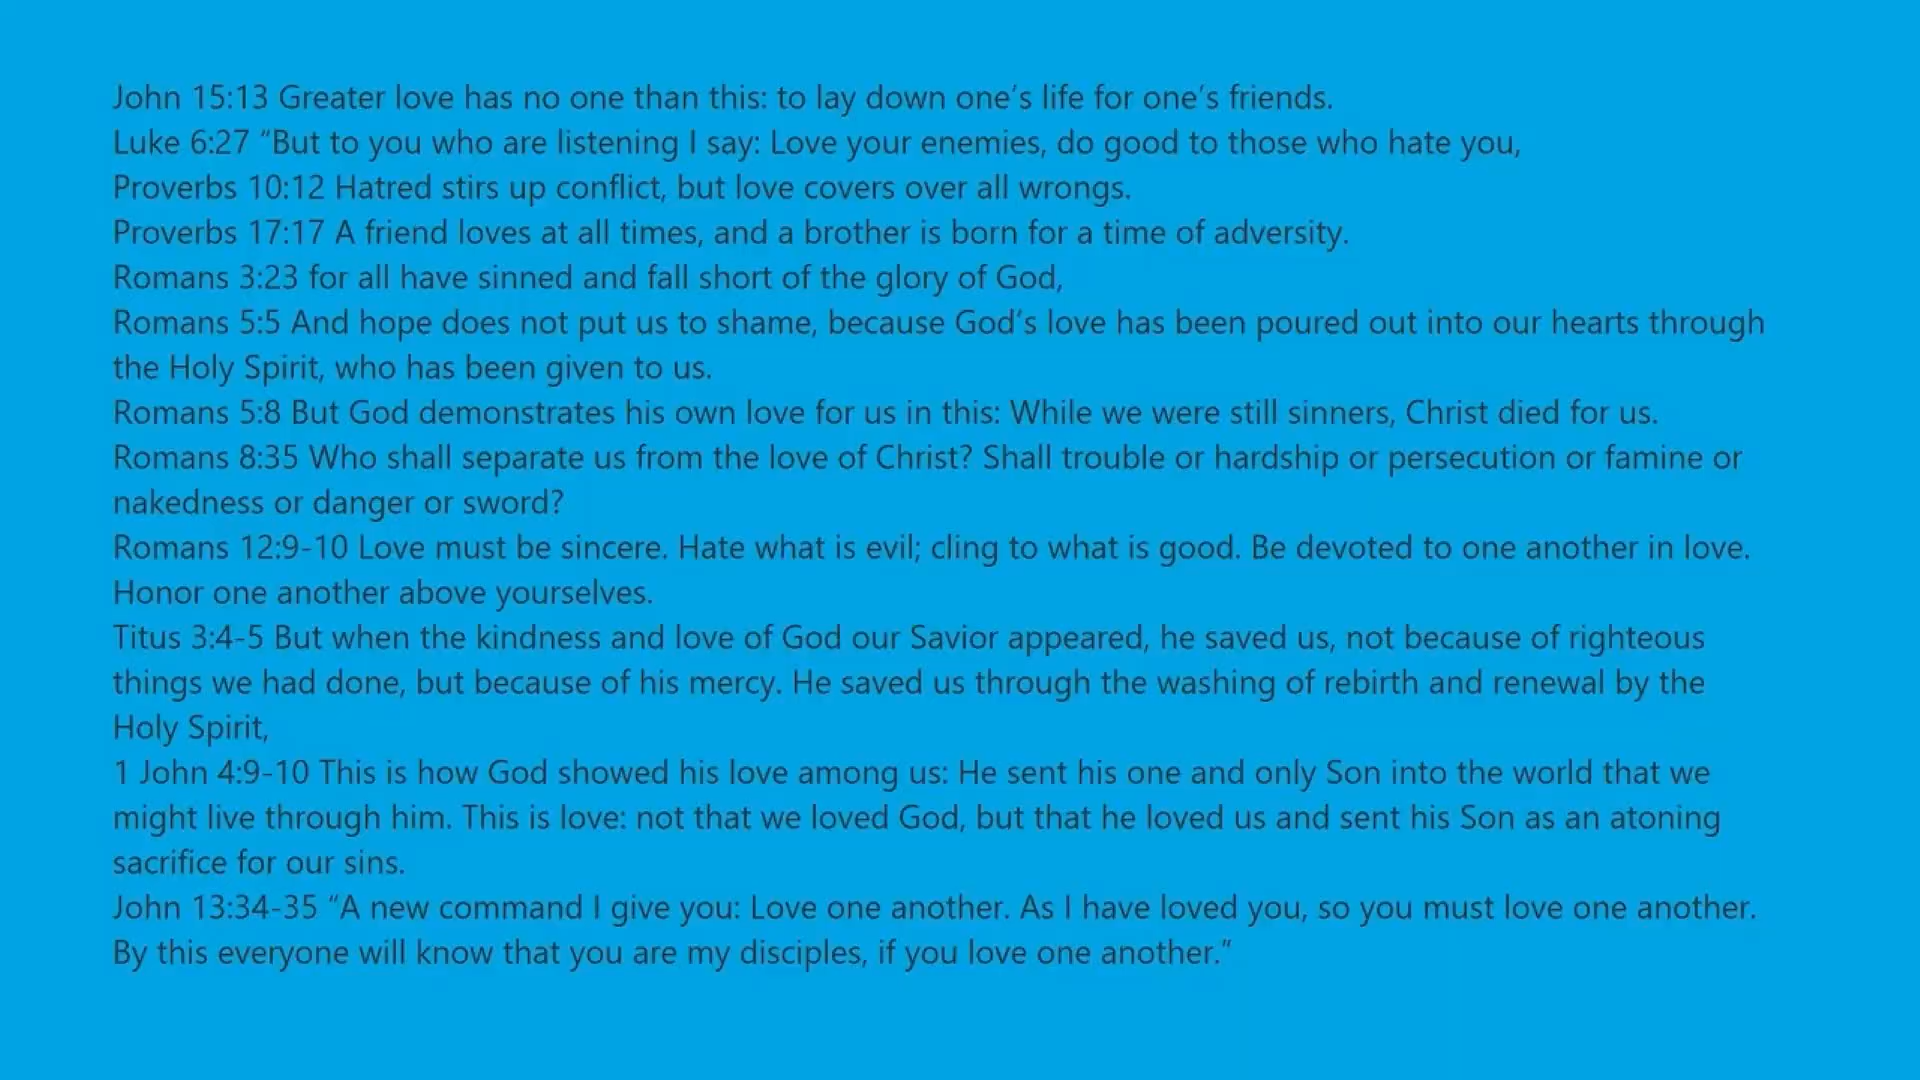 John 15:13 Greater love has no one than this: to lay down one’s life for one’s friends.
Luke 6:27 “But to you who are listening I say: Love your enemies, do good to those who hate you,
Proverbs 10:12 Hatred stirs up conflict, but love covers over all wrongs.
Proverbs 17:17 A friend loves at all times, and a brother is born for a time of adversity.
Romans 3:23 for all have sinned and fall short of the glory of God,
Romans 5:5 And hope does not put us to shame, because God’s love has been poured out into our hearts through
the Holy Spirit, who has been given to us.
Romans 5:8 But God demonstrates his own love for us in this: While we were still sinners, Christ died for us.
Romans 8:35 Who shall separate us from the love of Christ? Shall trouble or hardship or persecution or famine or
nakedness or danger or sword?
Romans 12:9-10 Love must be sincere. Hate what is evil; cling to what is good. Be devoted to one another in love.
Honor one another above yourselves.
Titus 3:4-5 But when the kindness and love of God our Savior appeared, he saved us, not because of righteous
things we had done, but because of his mercy. He saved us through the washing of rebirth and renewal by the
Holy Spirit,
1 John 4:9-10 This is how God showed his love among us: He sent his one and only Son into the world that we
might live through him. This is love: not that we loved God, but that he loved us and sent his Son as an atoning
sacrifice for our sins.
John 13:34-35 “A new command I give you: Love one another. As I have loved you, so you must love one another.
By this everyone will know that you are my disciples, if you love one another.”